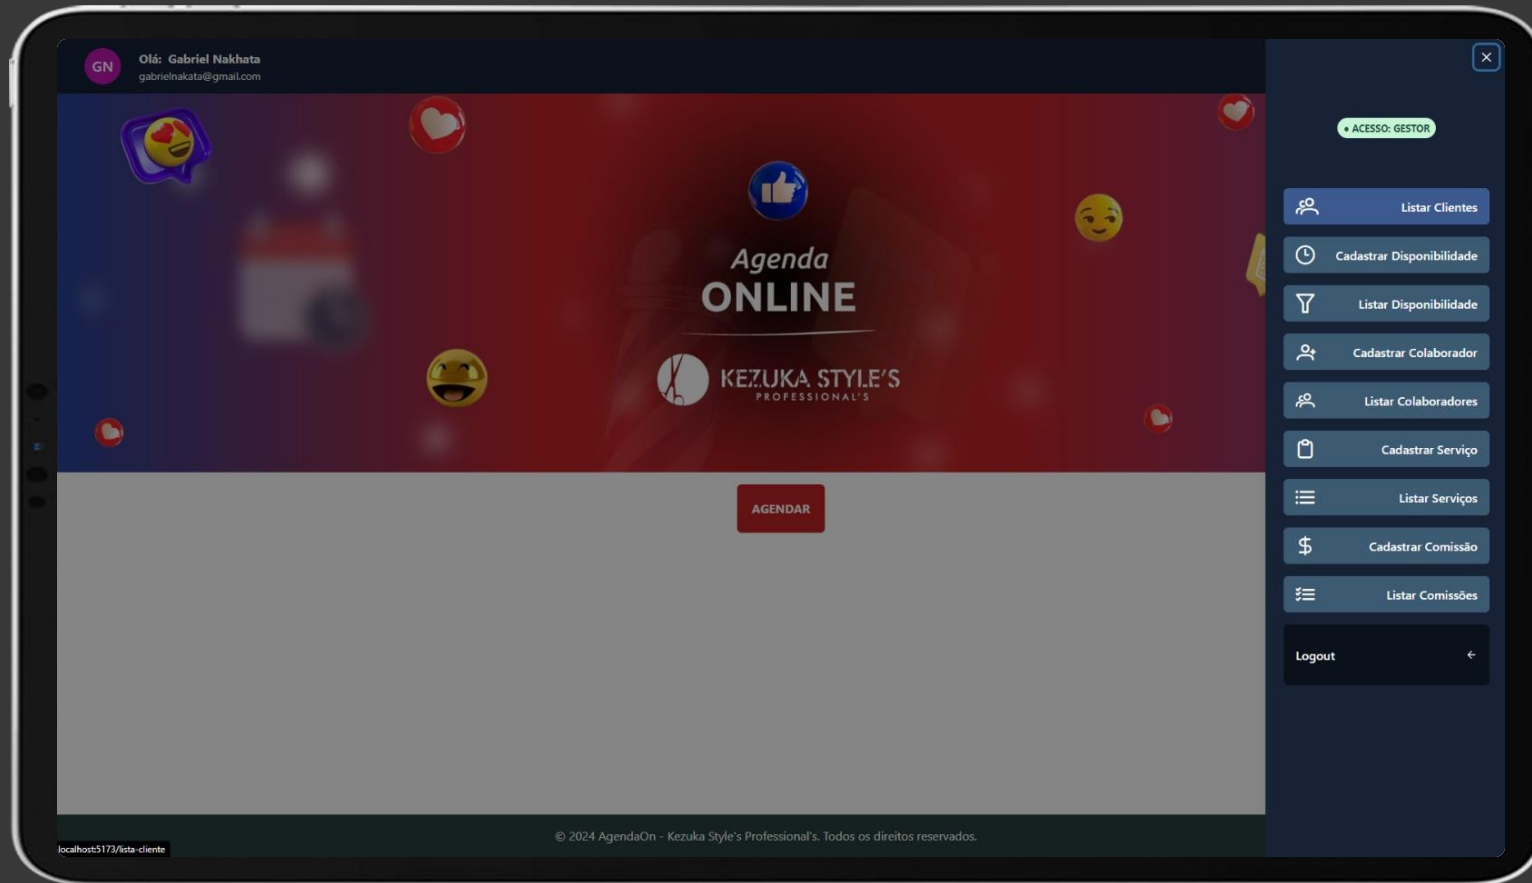 GN
Olá: Gabriel Nakhata
gabrielnakata@gmail.com
• ACESSO: GESTOR
Agenda
ONLINE
KEZUKA STYLE'S
PROFESSIONAL'S
AGENDAR
Listar Clientes
Cadastrar Disponibilidade
Listar Disponibilidade
Cadastrar Colaborador
Listar Colaboradores
Cadastrar Serviço
Listar Serviços
Cadastrar Comissão
Listar Comissões
Logout
© 2024 AgendaOn - Kezuka Style's Professional's. Todos os direitos reservados.
localhost:5173/lista-cliente